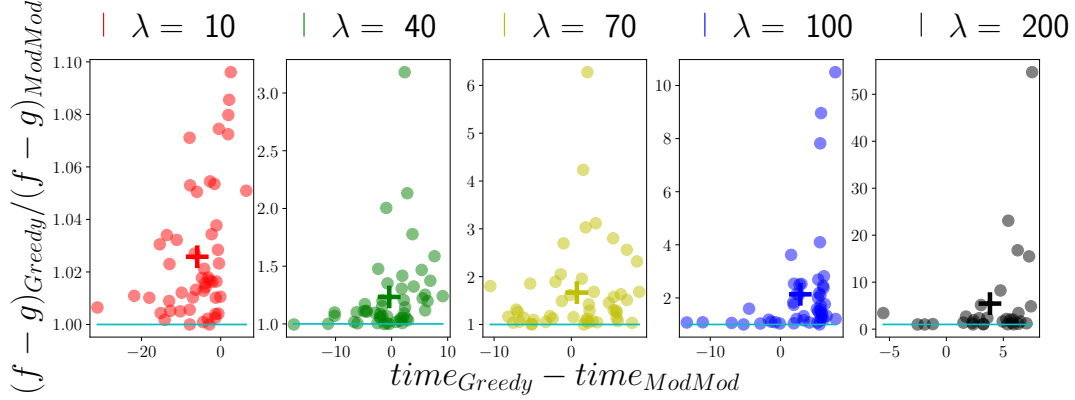 λ = 10 λ = 40 λ = 70 λ = 100 λ = 200
(f − g)Greedy/(f − g)ModMod
1.10 1.08 1.06 1.04 1.02 1.00
−20 0
3.0 2.5 2.0 1.5 1.0
−10 0 10
6 5 4 3 2 1
−10 0
10 8 6 4 2
−10 0
50 40 30 20 10 0
−5 0 5
timeGreedy − timeModMod